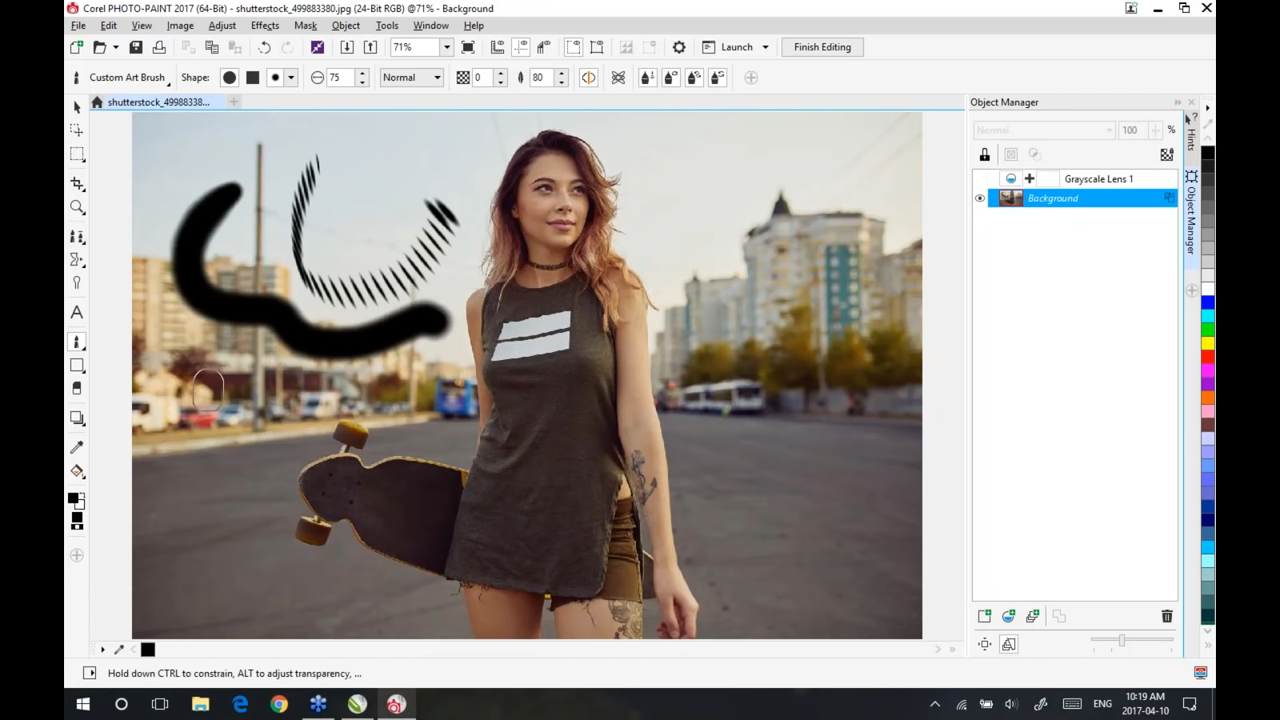 Corel PHOTO-PAINT 2017 (64-Bit) - shutterstock_499883380.jpg (24-Bit RGB) @71% - Background
File Edit View Image Effects Mask Adjust Object Tools Window Help
71% Launch Finish Editing
Custom Art Brush Shape: 75 Normal 0 80
shutterstock_49988338...
Object Manager
Normal 100 %
Hints
Grayscale Lens 1
Background
Object Manager
Hold down CTRL to constrain, ALT to adjust transparency, ...
ENG
10:19 AM
2017-04-10